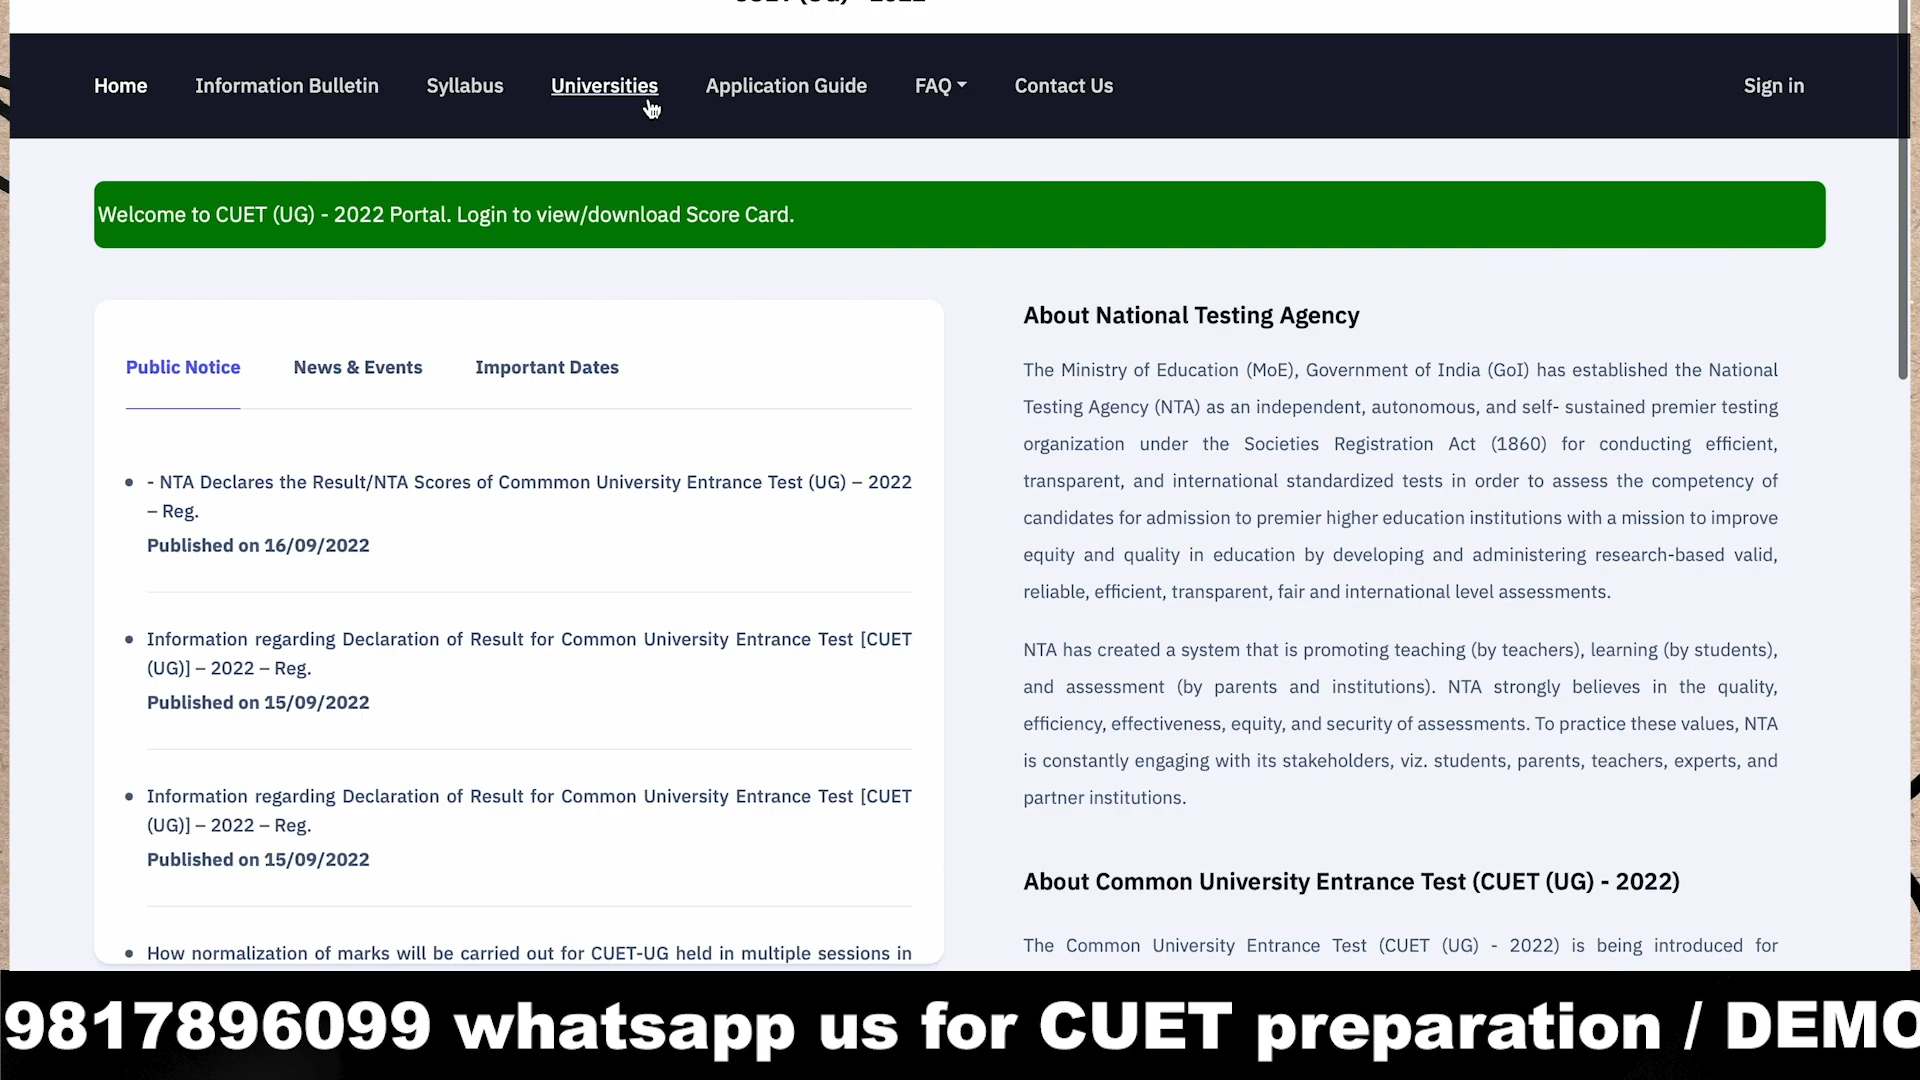 Home Information Bulletin Syllabus Universities Application Guide FAQ Contact Us Sign in
Welcome to CUET (UG) - 2022 Portal. Login to view/download Score Card.
Public Notice News & Events Important Dates
- NTA Declares the Result/NTA Scores of Commmon University Entrance Test (UG) – 2022
– Reg.
Published on 16/09/2022
Information regarding Declaration of Result for Common University Entrance Test [CUET
(UG)] – 2022 – Reg.
Published on 15/09/2022
Information regarding Declaration of Result for Common University Entrance Test [CUET
(UG)] – 2022 – Reg.
Published on 15/09/2022
How normalization of marks will be carried out for CUET-UG held in multiple sessions in
About National Testing Agency
The Ministry of Education (MoE), Government of India (GoI) has established the National
Testing Agency (NTA) as an independent, autonomous, and self- sustained premier testing
organization under the Societies Registration Act (1860) for conducting efficient,
transparent, and international standardized tests in order to assess the competency of
candidates for admission to premier higher education institutions with a mission to improve
equity and quality in education by developing and administering research-based valid,
reliable, efficient, transparent, fair and international level assessments.
NTA has created a system that is promoting teaching (by teachers), learning (by students),
and assessment (by parents and institutions). NTA strongly believes in the quality,
efficiency, effectiveness, equity, and security of assessments. To practice these values, NTA
is constantly engaging with its stakeholders, viz. students, parents, teachers, experts, and
partner institutions.
About Common University Entrance Test (CUET (UG) - 2022)
The Common University Entrance Test (CUET (UG) - 2022) is being introduced for
9817896099 whatsapp us for CUET preparation / DEMO